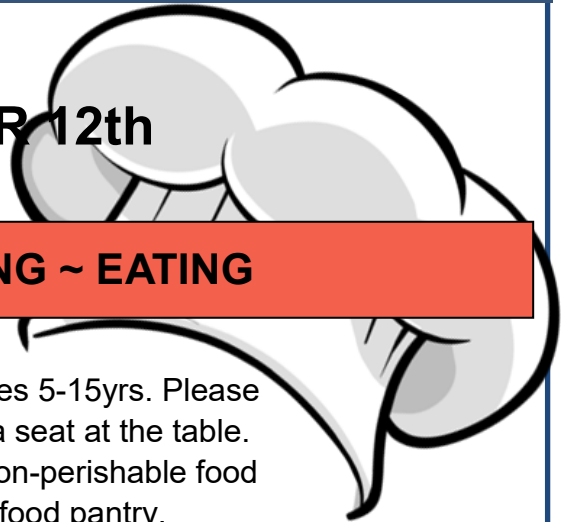 R 12th
NG ~ EATING
es 5-15yrs. Please
a seat at the table.
on-perishable food
food pantry.